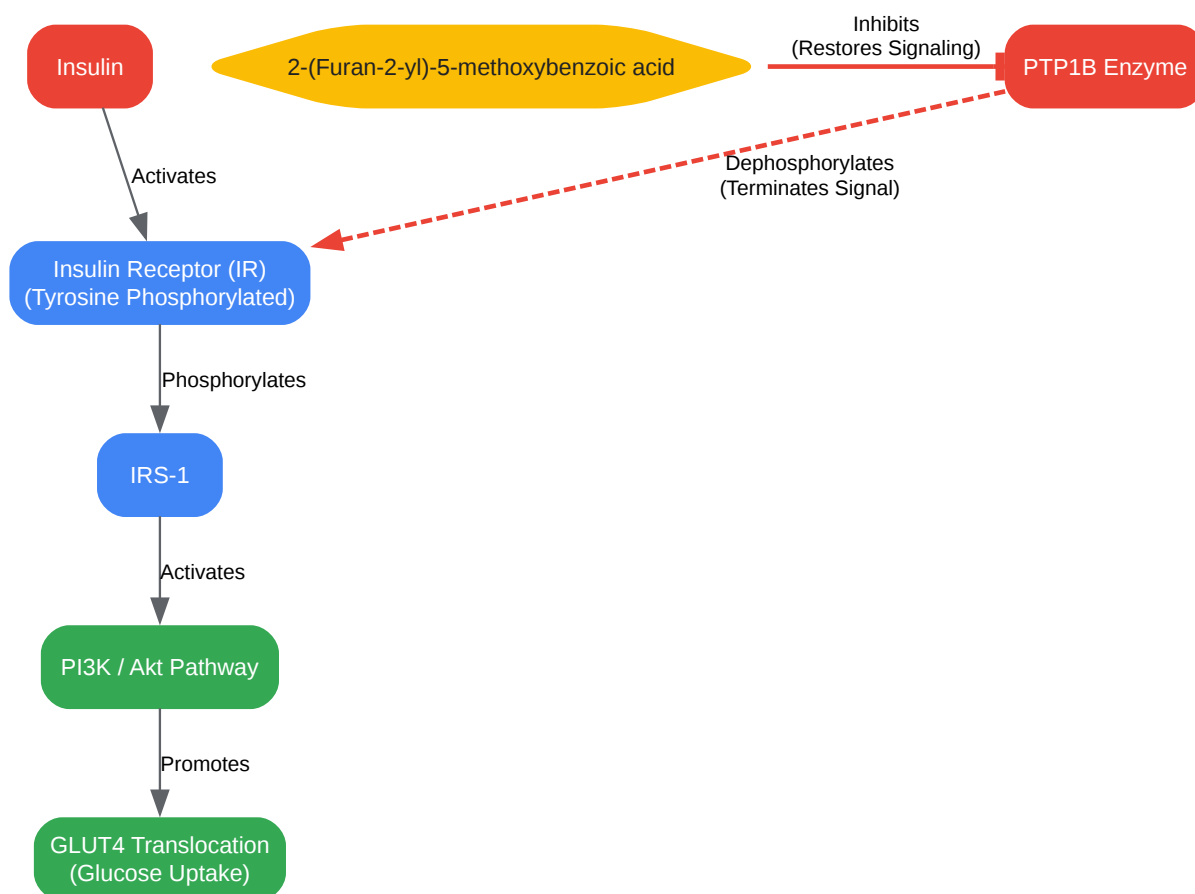 Insulin
2-(Furan-2-yl)-5-methoxybenzoic acid
Inhibits
(Restores Signaling)
PTP1B Enzyme
Activates
Dephosphorylates
(Terminates Signal)
Insulin Receptor (IR)
(Tyrosine Phosphorylated)
Phosphorylates
IRS-1
Activates
PI3K / Akt Pathway
Promotes
GLUT4 Translocation
(Glucose Uptake)